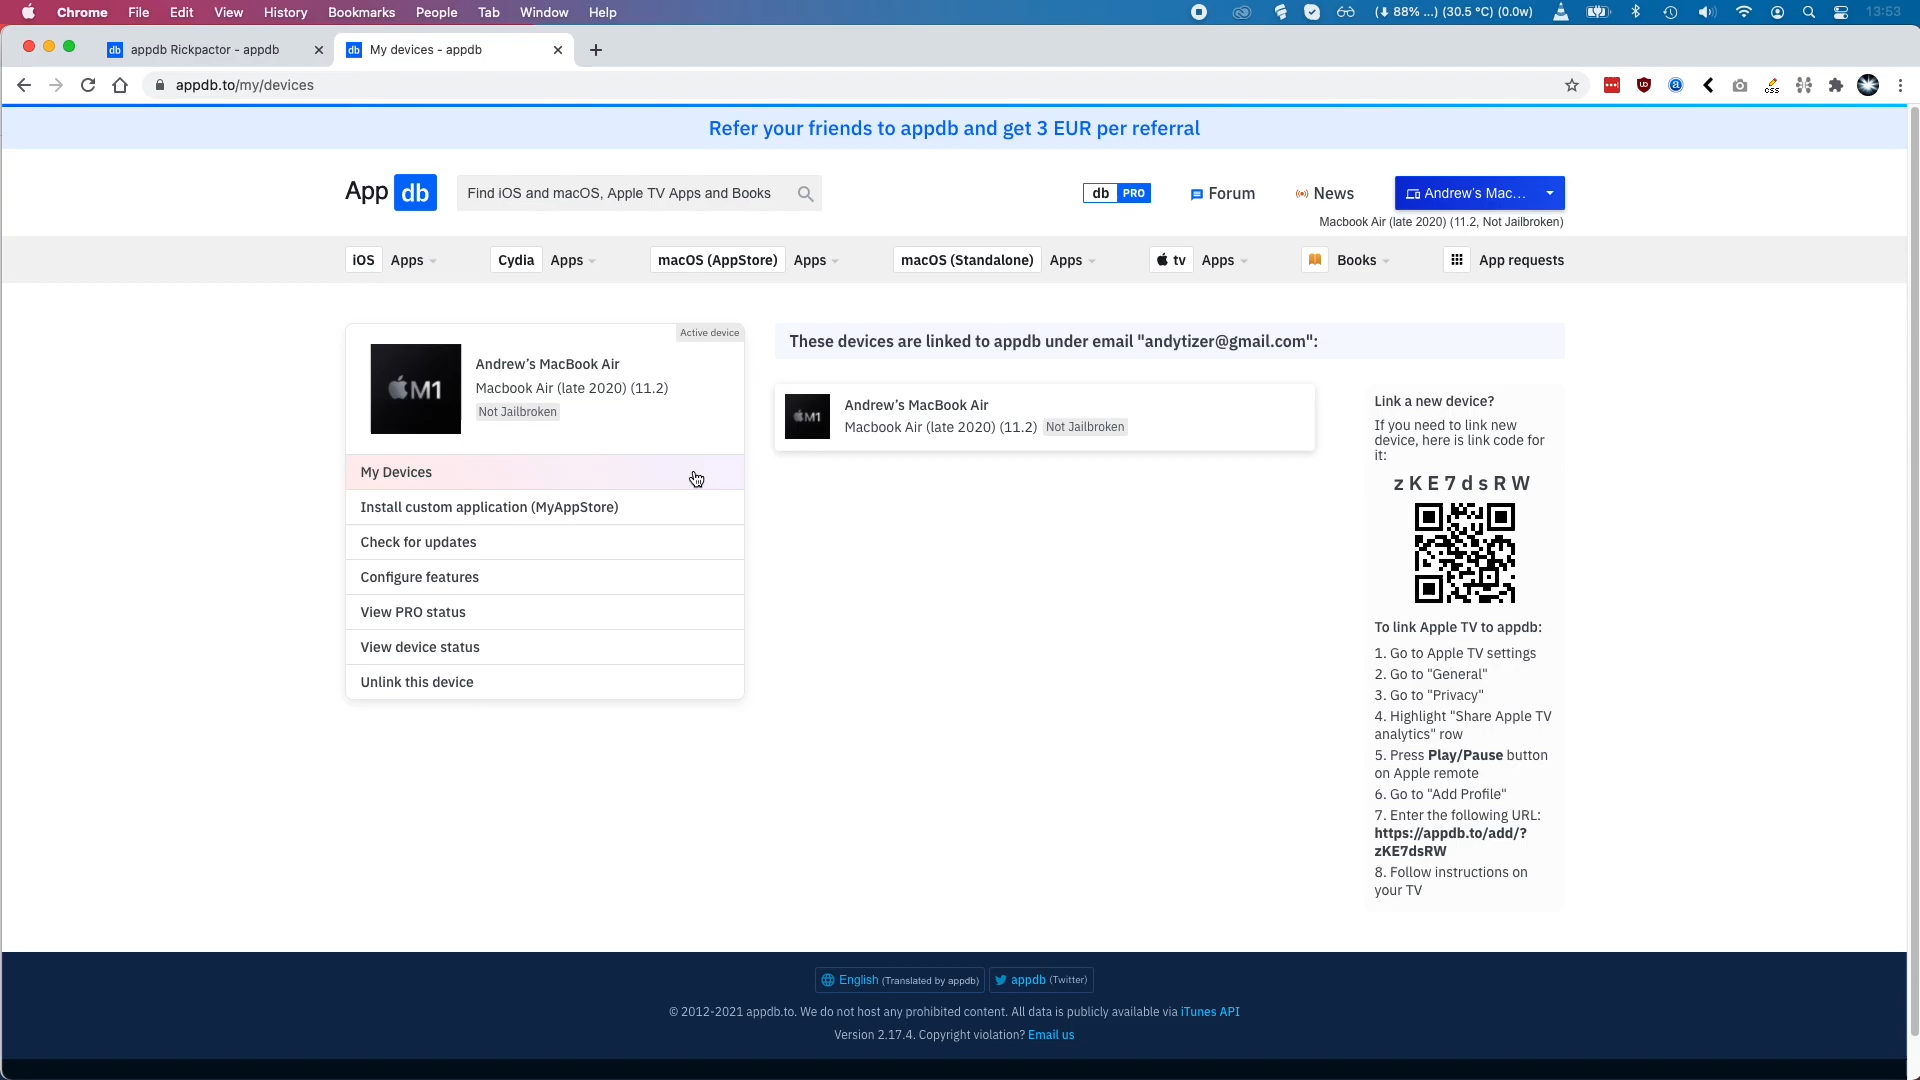 Chrome File Edit View History Bookmarks People Tab Window Help
88% ...) (30.5 °C) (0.0w) 13:53
db appdb Rickpactor - appdb
db My devices - appdb
appdb.to/my/devices
Refer your friends to appdb and get 3 EUR per referral
App db
Find iOS and macOS, Apple TV Apps and Books
db PRO
Forum
News
Andrew's Mac...
Macbook Air (late 2020) (11.2, Not Jailbroken)
iOS Apps
Cydia Apps
macOS (AppStore) Apps
macOS (Standalone) Apps
tv Apps
Books
App requests
Active device
M1
Andrew's MacBook Air
Macbook Air (late 2020) (11.2)
Not Jailbroken
My Devices
Install custom application (MyAppStore)
Check for updates
Configure features
View PRO status
View device status
Unlink this device
These devices are linked to appdb under email "andytizer@gmail.com":
M1
Andrew's MacBook Air
Macbook Air (late 2020) (11.2) Not Jailbroken
Link a new device?
If you need to link new
device, here is link code for
it:
zKE7dsRW
To link Apple TV to appdb:
1. Go to Apple TV settings
2. Go to "General"
3. Go to "Privacy"
4. Highlight "Share Apple TV
analytics" row
5. Press Play/Pause button
on Apple remote
6. Go to "Add Profile"
7. Enter the following URL:
https://appdb.to/add/?
zKE7dsRW
8. Follow instructions on
your TV
English (Translated by appdb)
appdb (Twitter)
© 2012-2021 appdb.to. We do not host any prohibited content. All data is publicly available via iTunes API
Version 2.17.4. Copyright violation? Email us